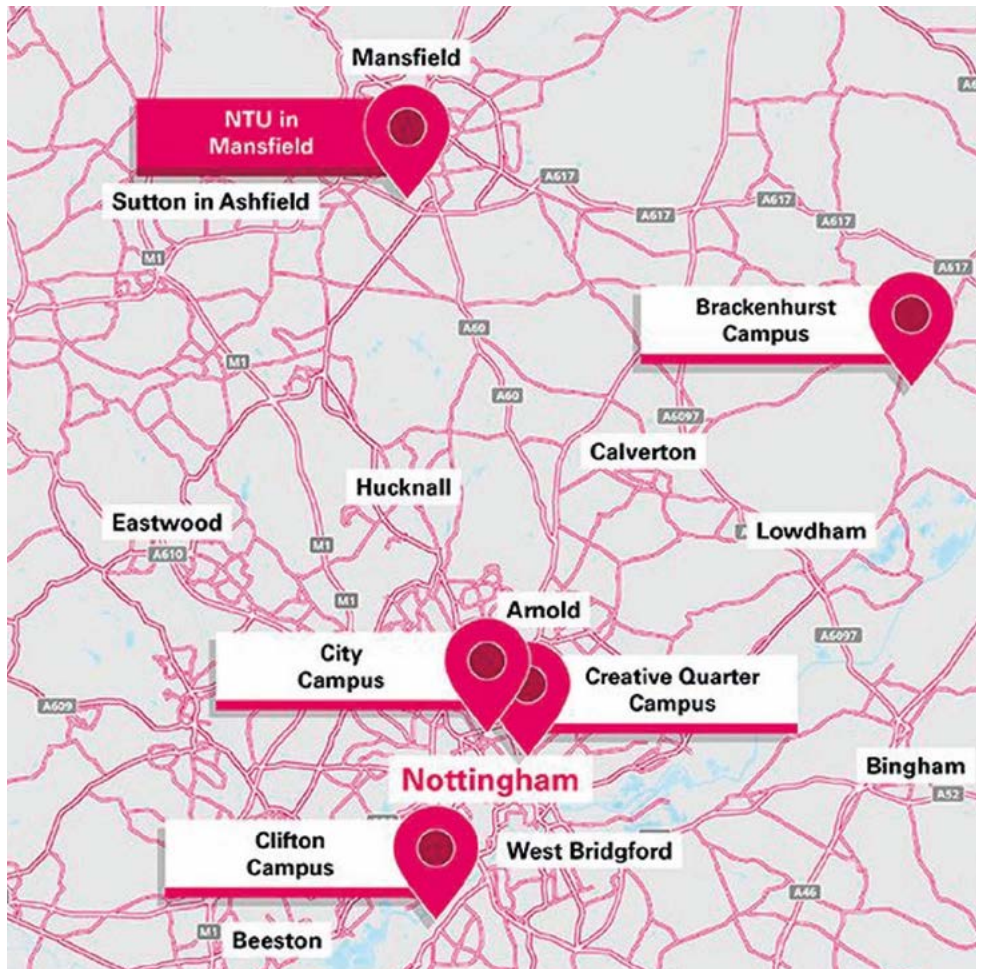 Mansfield
NTU in
Mansfield
Sutton in Ashfield
A617
A617
A617
A617
M1
A617
Brackenhurst
Campus
A60
M1
A60
A6097
Calverton
Hucknall
Eastwood
Lowdham
M1
A610
M1
Arnold
A6097
City
Campus
Creative Quarter
Campus
A609
Nottingham
Bingham
A52
Clifton
Campus
West Bridgford
A46
M1
Beeston